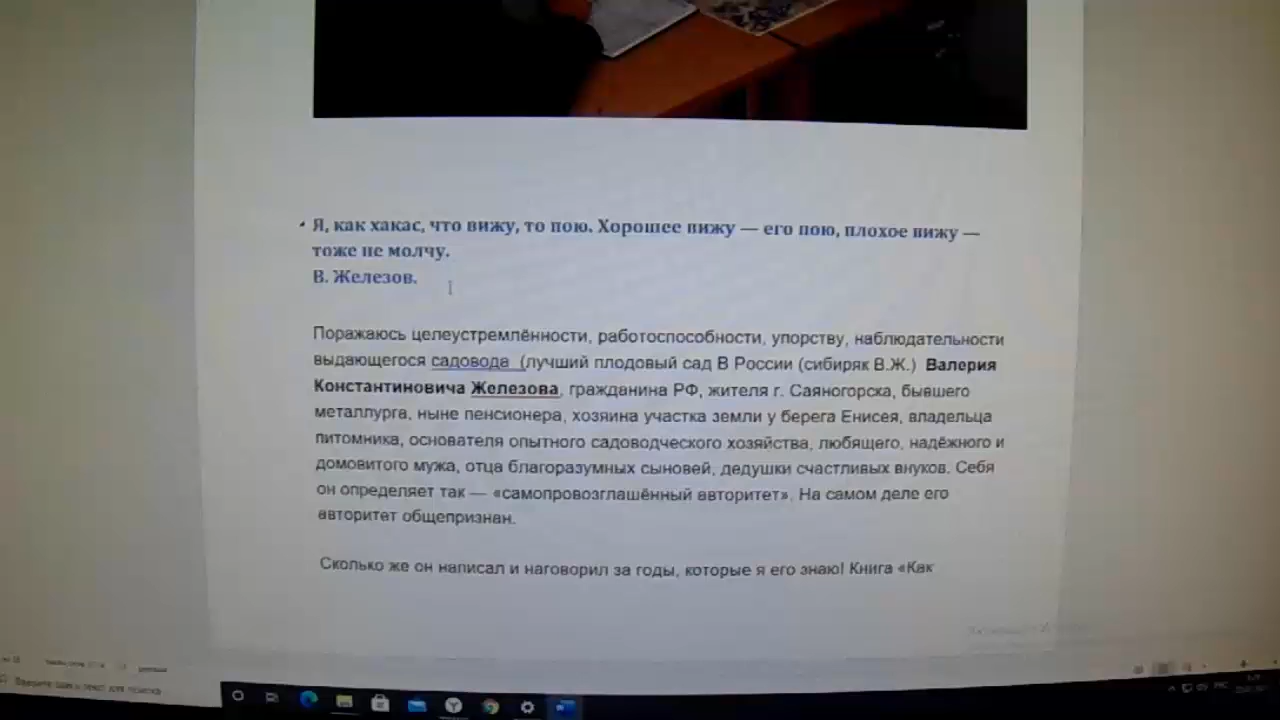 • Я, как хакас, что вижу, то пою. Хорошее вижу — его пою, плохое вижу —
тоже не молчу.
В. Железов.
Поражаюсь целеустремлённости, работоспособности, упорству, наблюдательности
выдающегося садовода (лучший плодовый сад В России (сибиряк В.Ж.) Валерия
Константиновича Железова, гражданина РФ, жителя г. Саяногорска, бывшего
металлурга, ныне пенсионера, хозяина участка земли у берега Енисея, владельца
питомника, основателя опытного садоводческого хозяйства, любящего, надёжного и
домовитого мужа, отца благоразумных сыновей, дедушки счастливых внуков. Себя
он определяет так — «самопровозглашённый авторитет». На самом деле его
авторитет общепризнан.
Сколько же он написал и наговорил за годы, которые я его знаю! Книга «Как